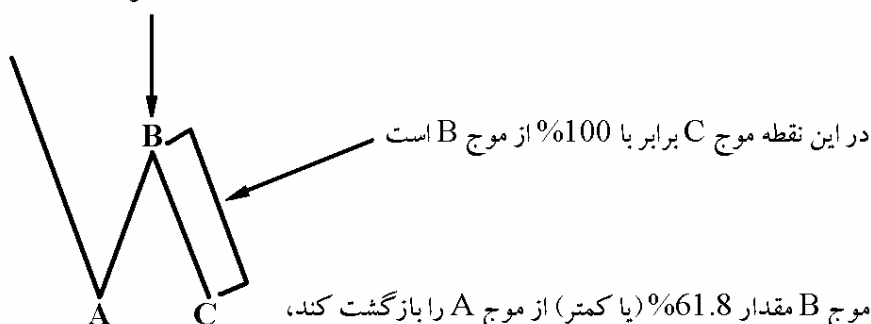 B
در این نقطه موج C برابر با 100% از موج B است
A
C
موج B مقدار 61.8% (یا کمتر) از موج A را بازگشت کند،